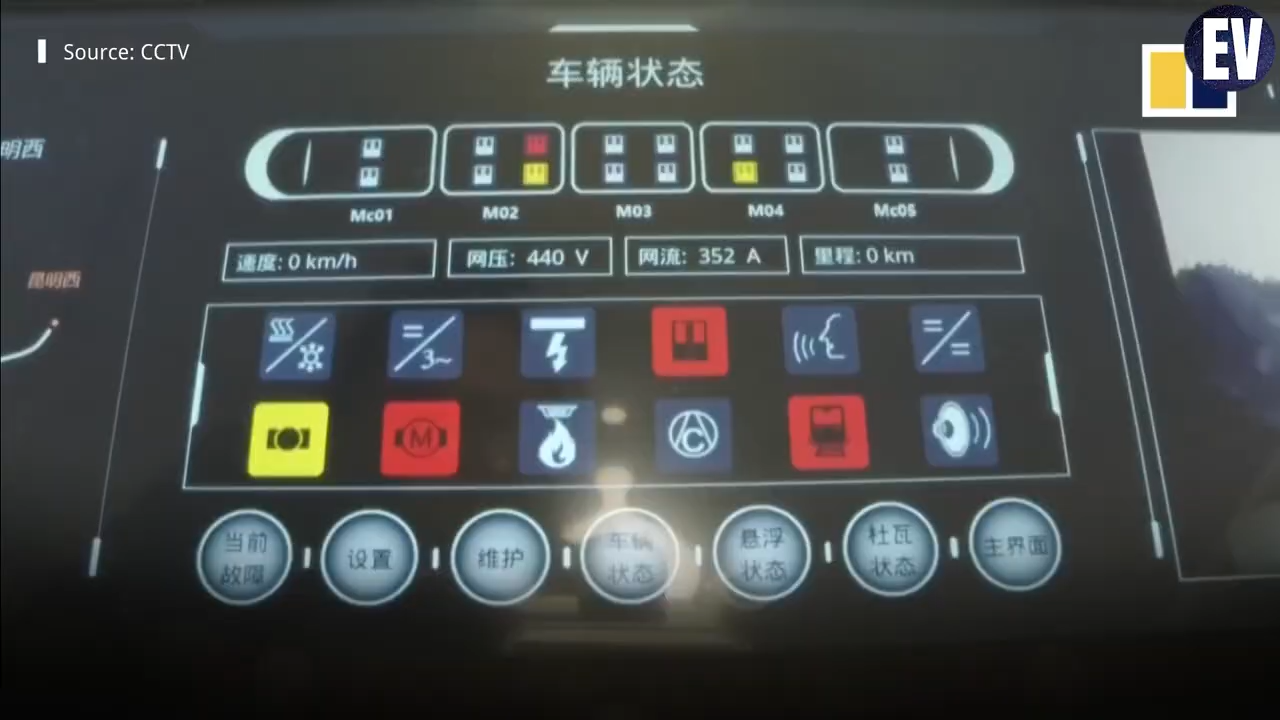 Source: CCTV
EV
车辆状态
明西
昆明西
Mc01
M02
M03
M04
Mc05
速度: 0 km/h
网压: 440 V
网流: 352 A
里程: 0 km
3~
M
C
当前
故障
设置
维护
车辆
状态
悬浮
状态
杜瓦
状态
主界面